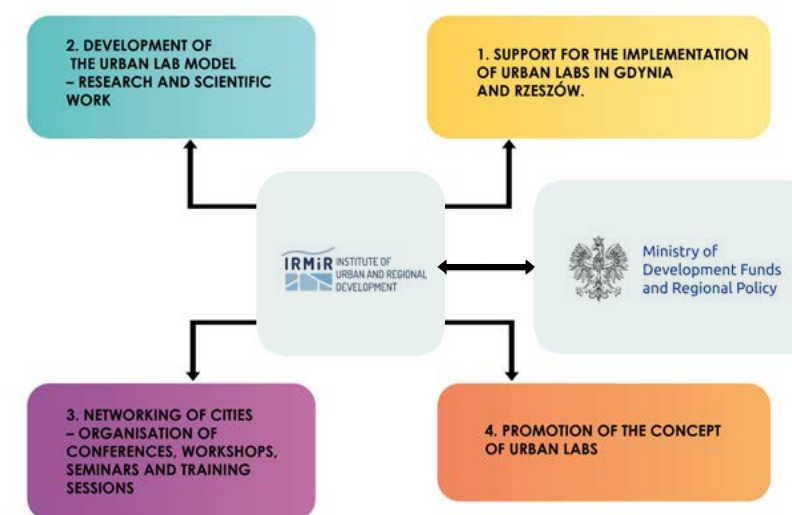 2. DEVELOPMENT OF
THE URBAN LAB MODEL
– RESEARCH AND SCIENTIFIC
WORK
1. SUPPORT FOR THE IMPLEMENTATION
OF URBAN LABS IN GDYNIA
AND RZESZÓW.
IRMiR INSTITUTE OF
URBAN AND REGIONAL
DEVELOPMENT
Ministry of
Development Funds
and Regional Policy
3. NETWORKING OF CITIES
– ORGANISATION OF
CONFERENCES, WORKSHOPS,
SEMINARS AND TRAINING
SESSIONS
4. PROMOTION OF THE CONCEPT
OF URBAN LABS